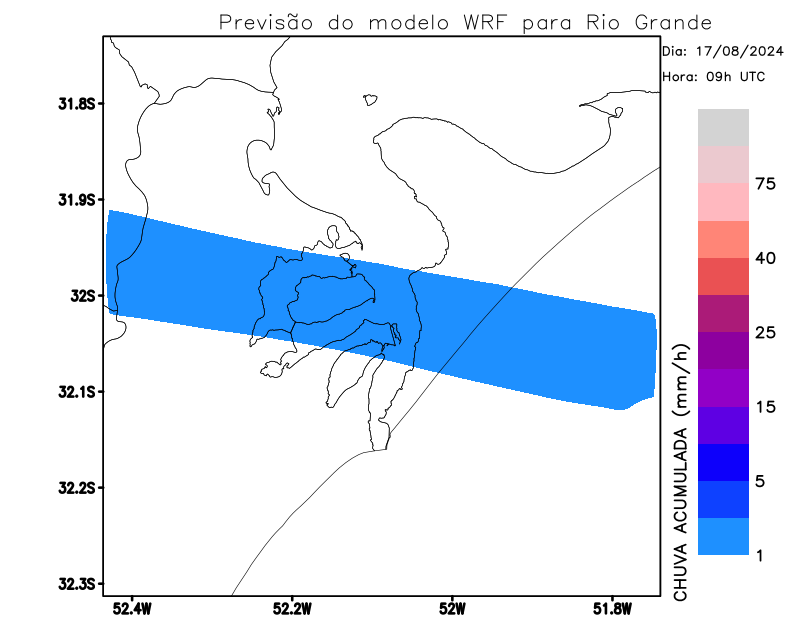 Previsão do modelo WRF para Rio Grande
Dia: 17/08/2024
Hora: 09h UTC
31.8S
31.9S
32S
32.1S
32.2S
32.3S
52.4W
52.2W
52W
51.8W
75
40
25
15
5
1
CHUVA ACUMULADA (mm/h)